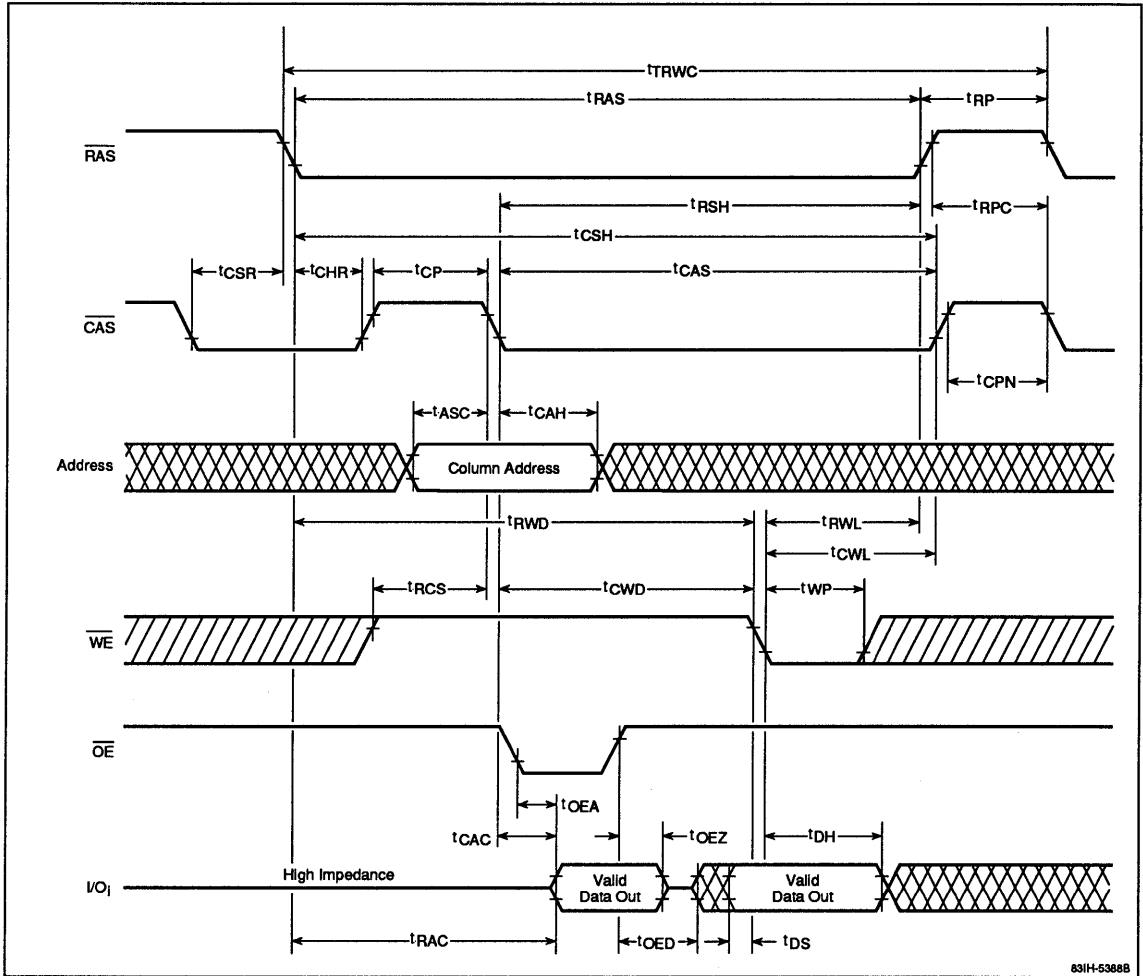 tTRWC
tRAS
tRP
RAS
tRSH
tRPC
tCSH
tCSR
tCHR
tCP
tCAS
CAS
tCPN
tASC
tCAH
Address
Column Address
tRWD
tRWL
tCWL
tRCS
tCWD
tWP
WE
OE
tOEA
tCAC
tOEZ
tDH
I/Oi
High Impedance
Valid
Data Out
Valid
Data Out
tRAC
tOED
tDS
83IH-5388B